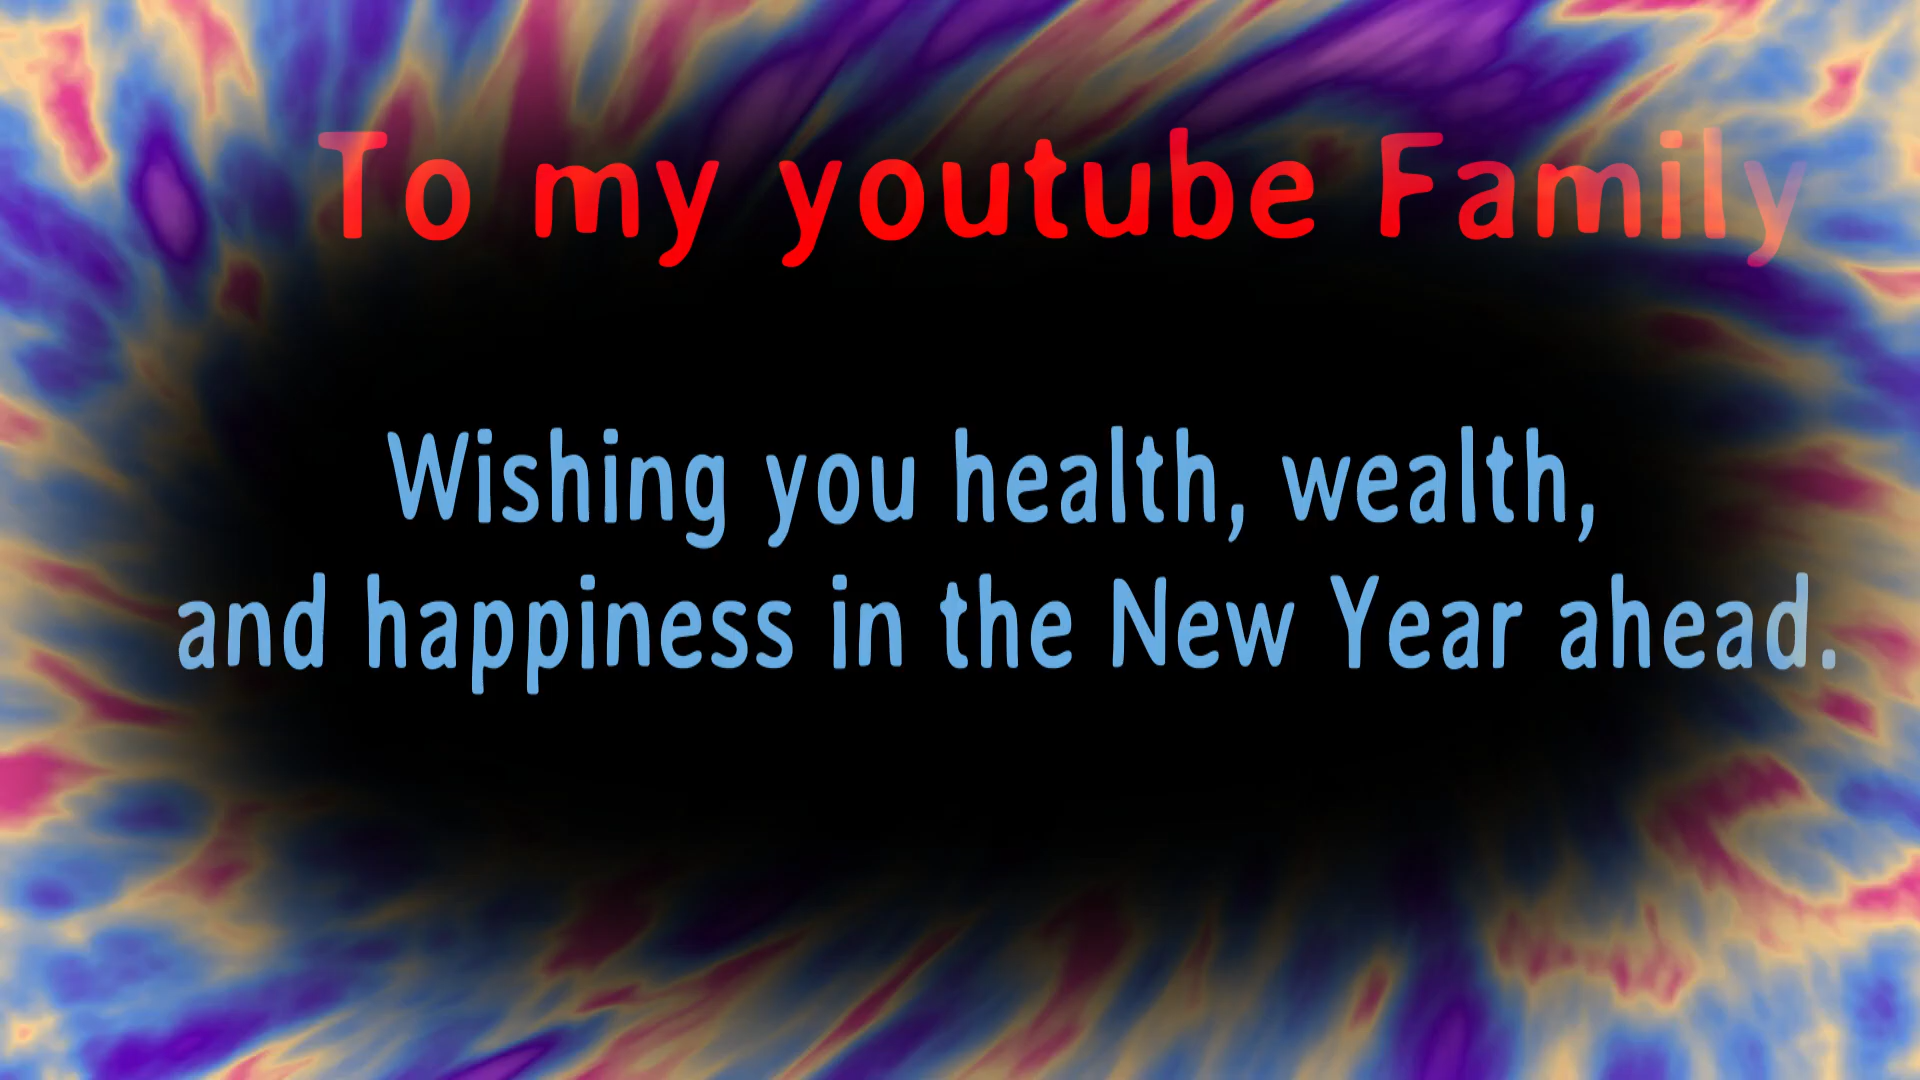 To my youtube Family
Wishing you health, wealth,
and happiness in the New Year ahead.